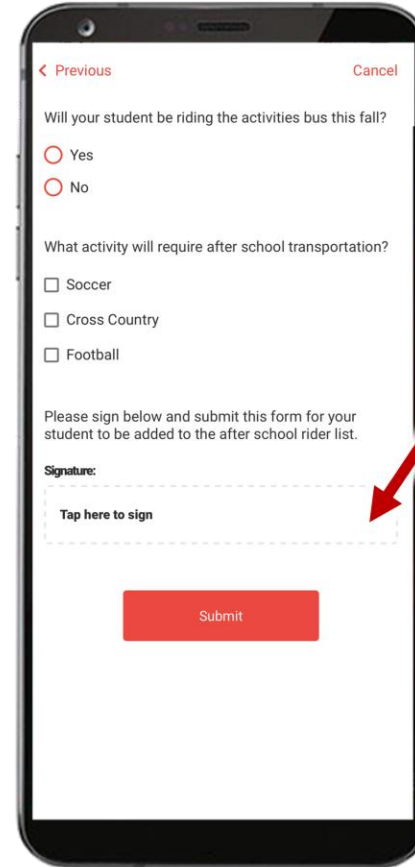 Previous
Cancel
Will your student be riding the activities bus this fall?
Yes
No
What activity will require after school transportation?
Soccer
Cross Country
Football
Please sign below and submit this form for your
student to be added to the after school rider list.
Signature:
Tap here to sign
Submit